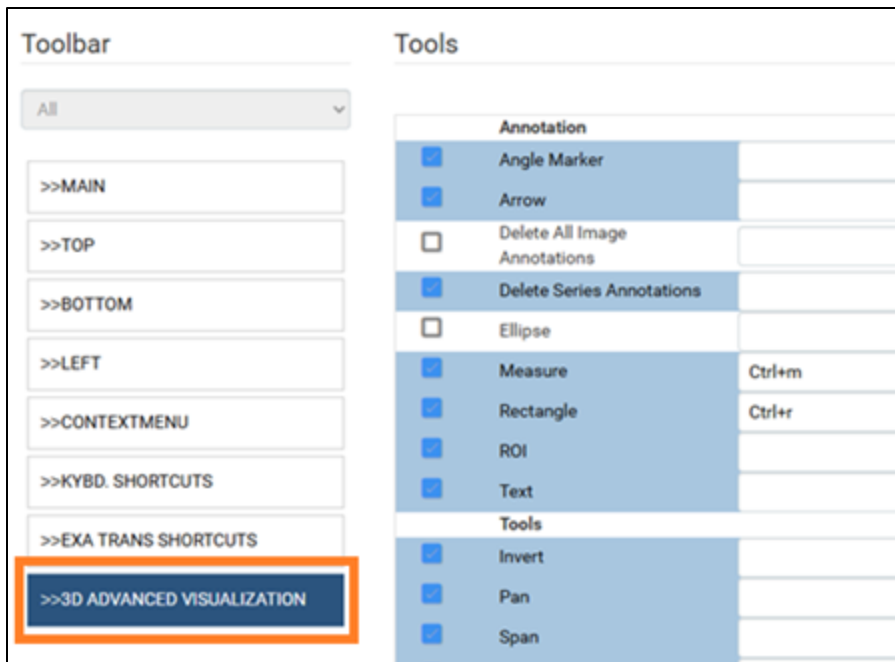 Toolbar
All
>>MAIN
>>TOP
>>BOTTOM
>>LEFT
>>CONTEXTMENU
>>KYBD. SHORTCUTS
>>EXA TRANS SHORTCUTS
>>3D ADVANCED VISUALIZATION
Tools
Annotation
Angle Marker
Arrow
Delete All Image
Annotations
Delete Series Annotations
Ellipse
Measure Ctrl+m
Rectangle Ctrl+r
ROI
Text
Tools
Invert
Pan
Span